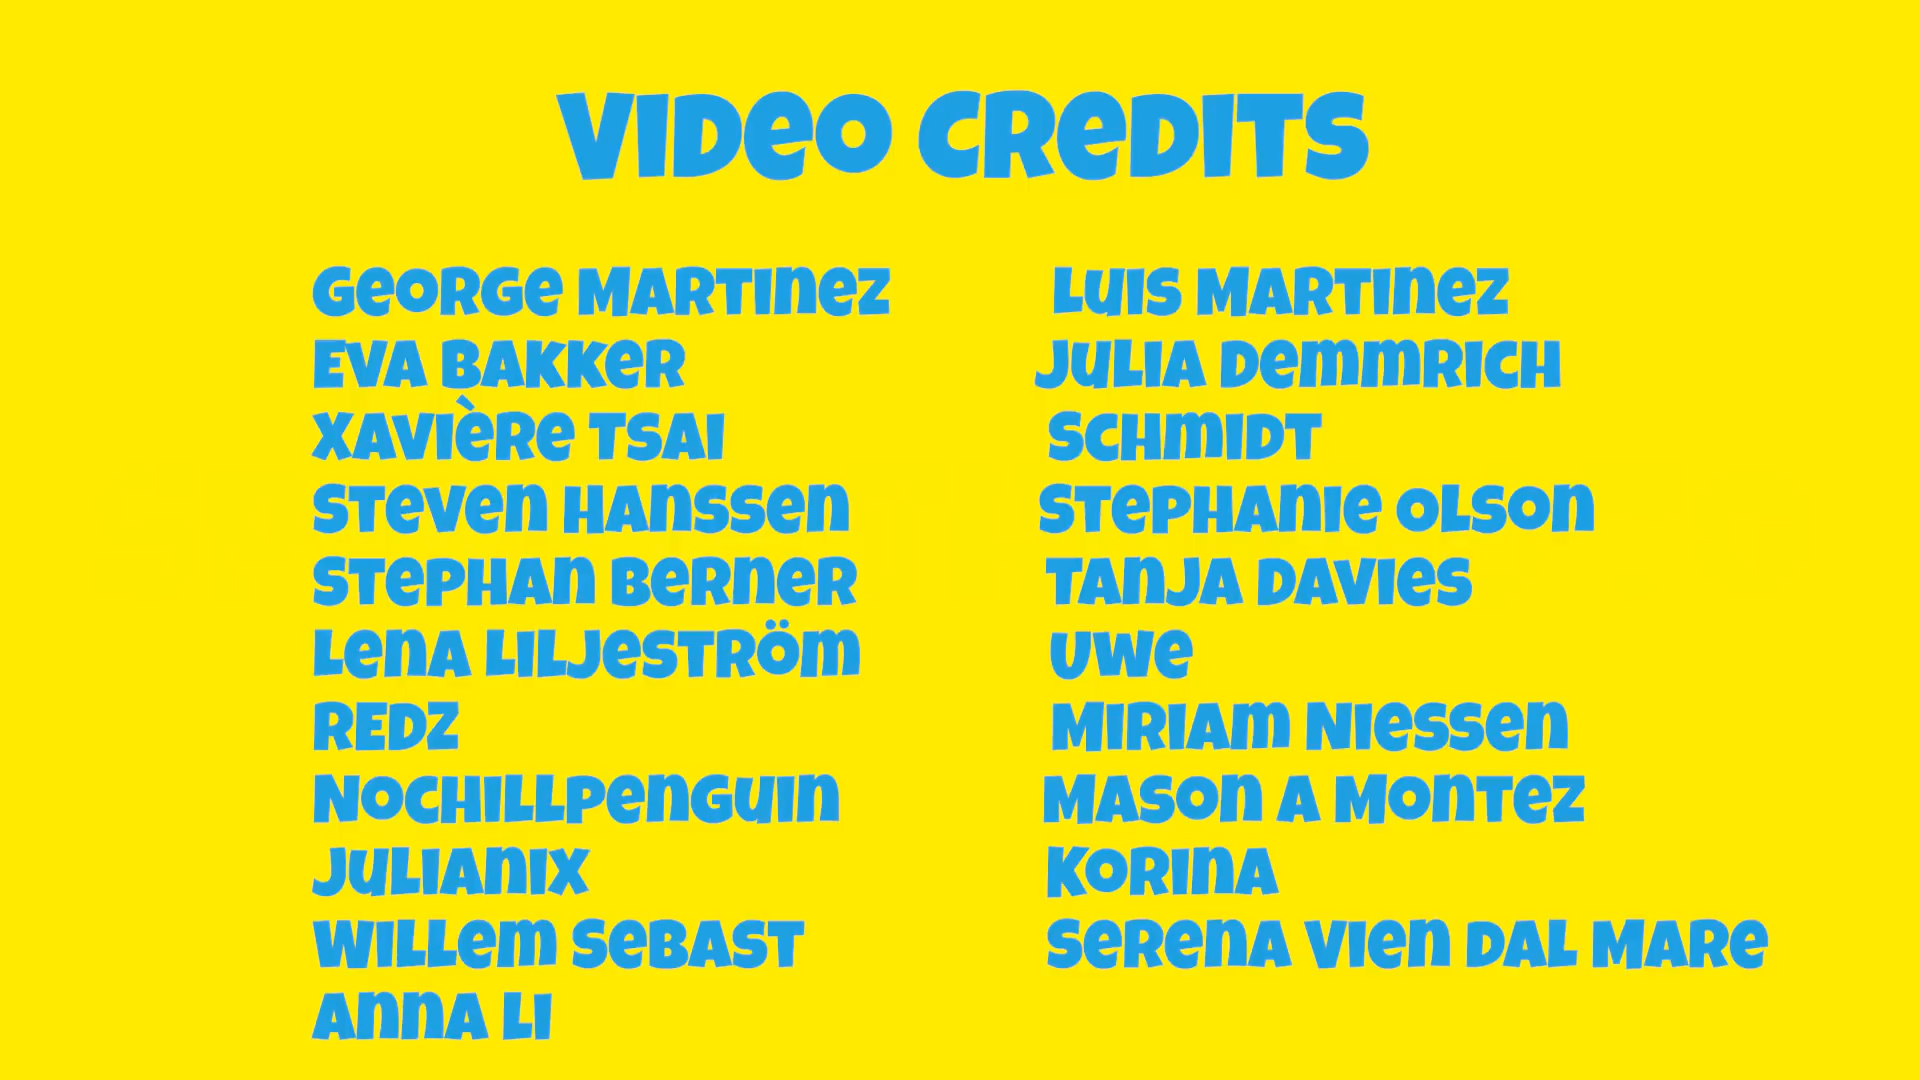 Video Credits
George Martinez
Eva Bakker
Xavière Tsai
Steven Hanssen
Stephan Berner
Lena Liljeström
REDZ
Nochillpenguin
Julianix
Willem Sebast
Anna Li
Luis Martinez
Julia Demmrich
Schmidt
Stephanie Olson
Tanja Davies
Uwe
Miriam Niessen
Mason A Montez
Korina
Serena Vien dal Mare